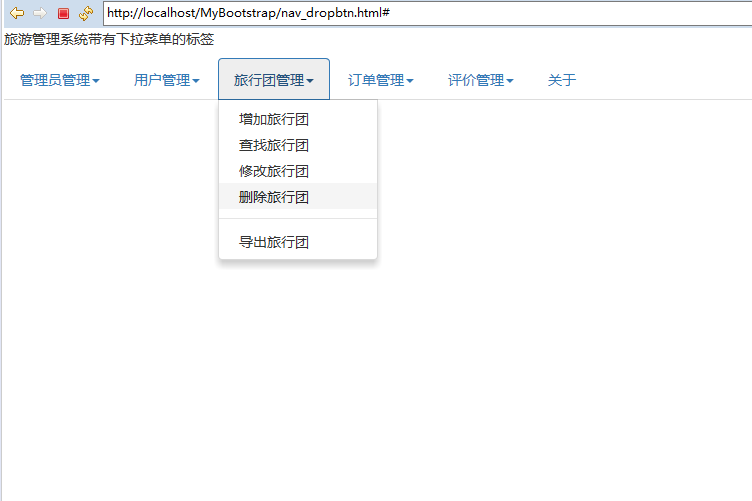 http://localhost/MyBootstrap/nav_dropbtn.html#
旅游管理系统带有下拉菜单的标签
管理员管理 用户管理 旅行团管理 订单管理 评价管理 关于
增加旅行团
查找旅行团
修改旅行团
删除旅行团
导出旅行团